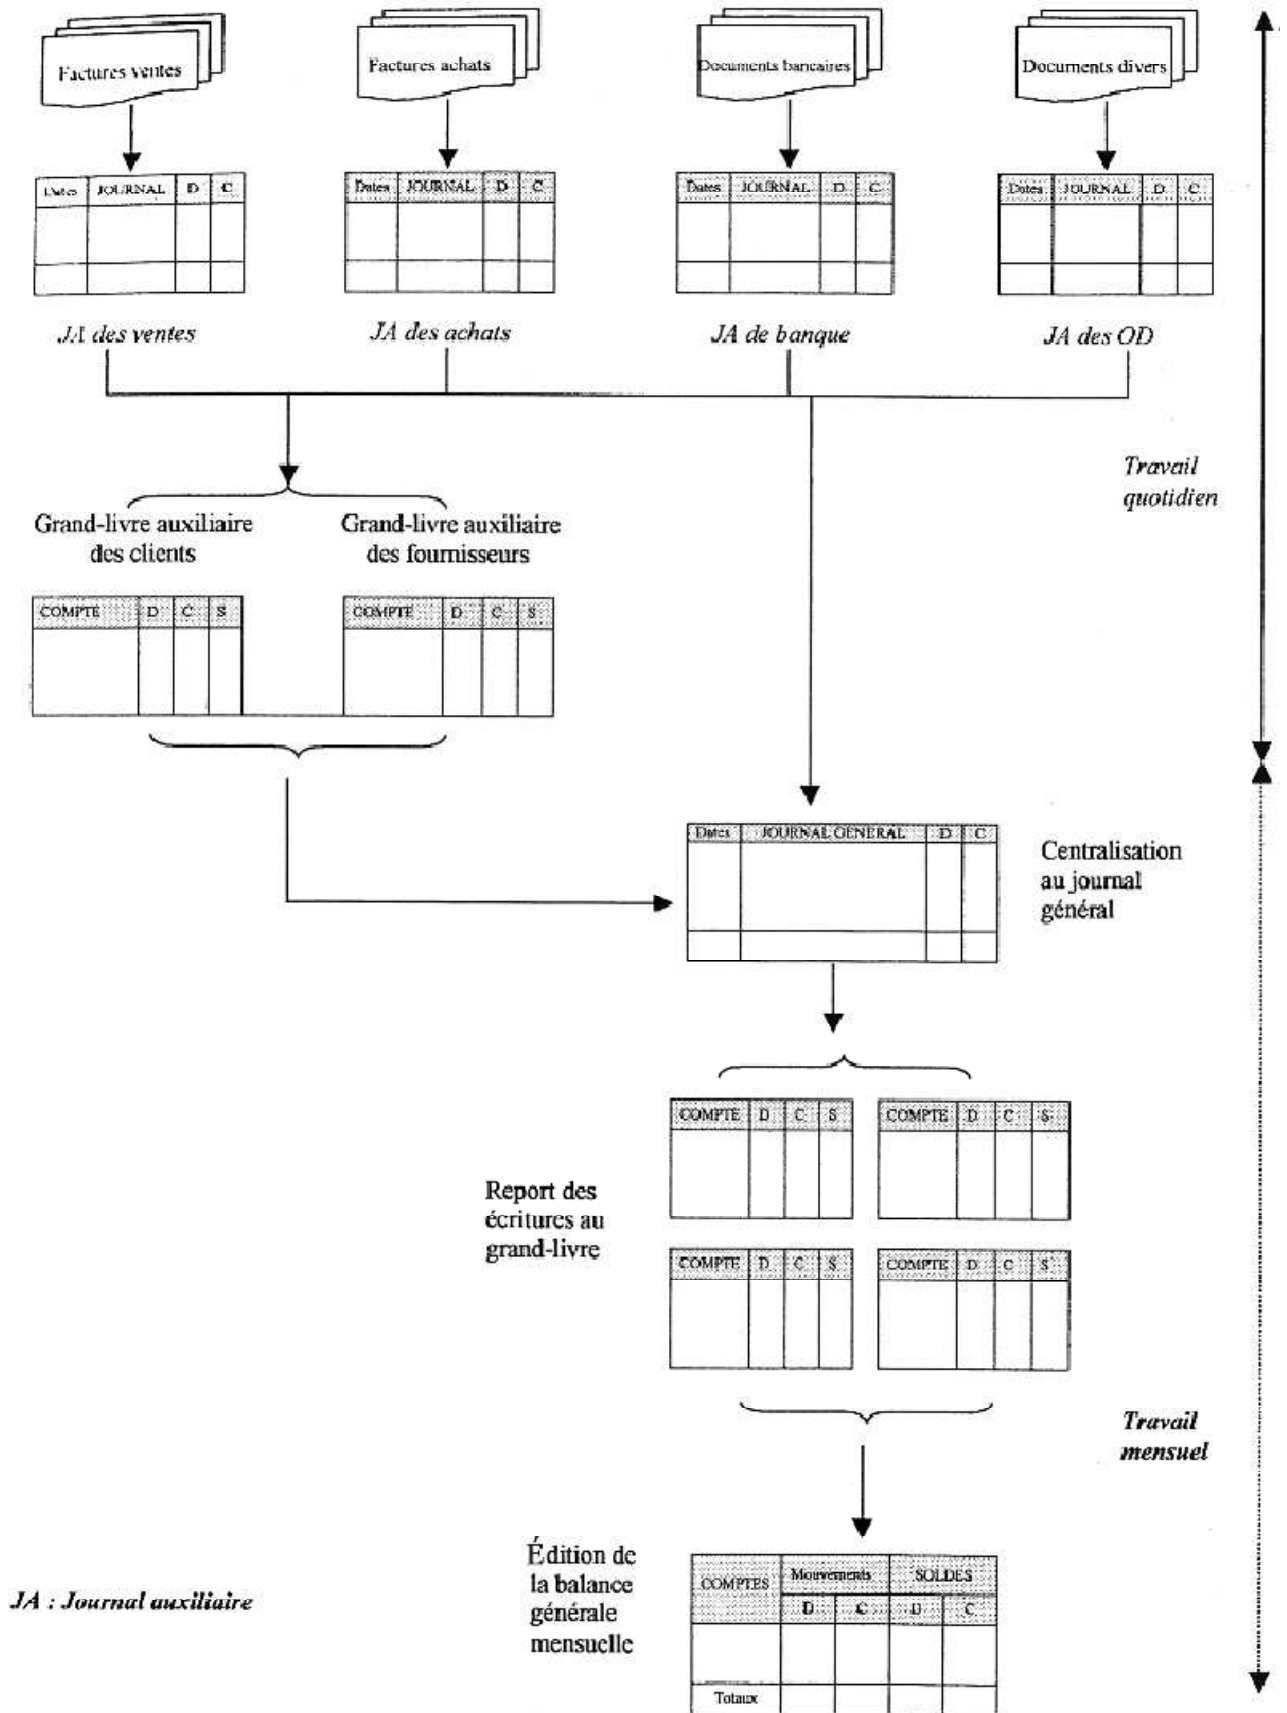 Factures ventes
Factures achats
Documents bancaires
Documents divers
Dates JOURNAL D C
Dates JOURNAL D C
Dates JOURNAL D C
Dates JOURNAL D C
JA des ventes
JA des achats
JA de banque
JA des OD
Travail
quotidien
Grand-livre auxiliaire
des clients
Grand-livre auxiliaire
des fournisseurs
COMPTE D C S
COMPTE D C S
Dates JOURNAL GENERAL D C
Centralisation
au journal
général
COMPTE D C S
COMPTE D C S
Report des
écritures au
grand-livre
COMPTE D C S
COMPTE D C S
Travail
mensuel
Édition de
la balance
générale
mensuelle
COMPTES Mouvements SOLDES
D C D C
Totaux
JA : Journal auxiliaire